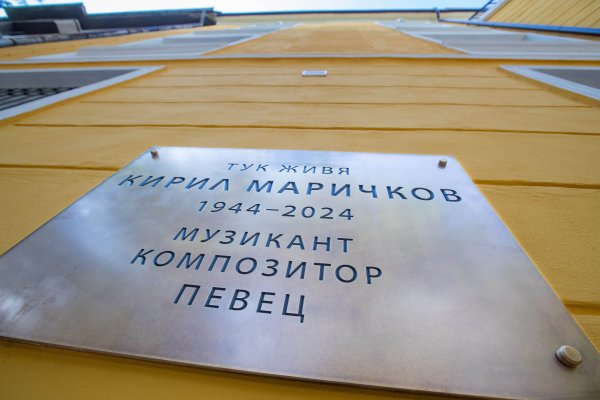 ТУК ЖИВЯ
КИРИЛ МАРИЧКОВ
1944–2024
МУЗИКАНТ
КОМПОЗИТОР
ПЕВЕЦ